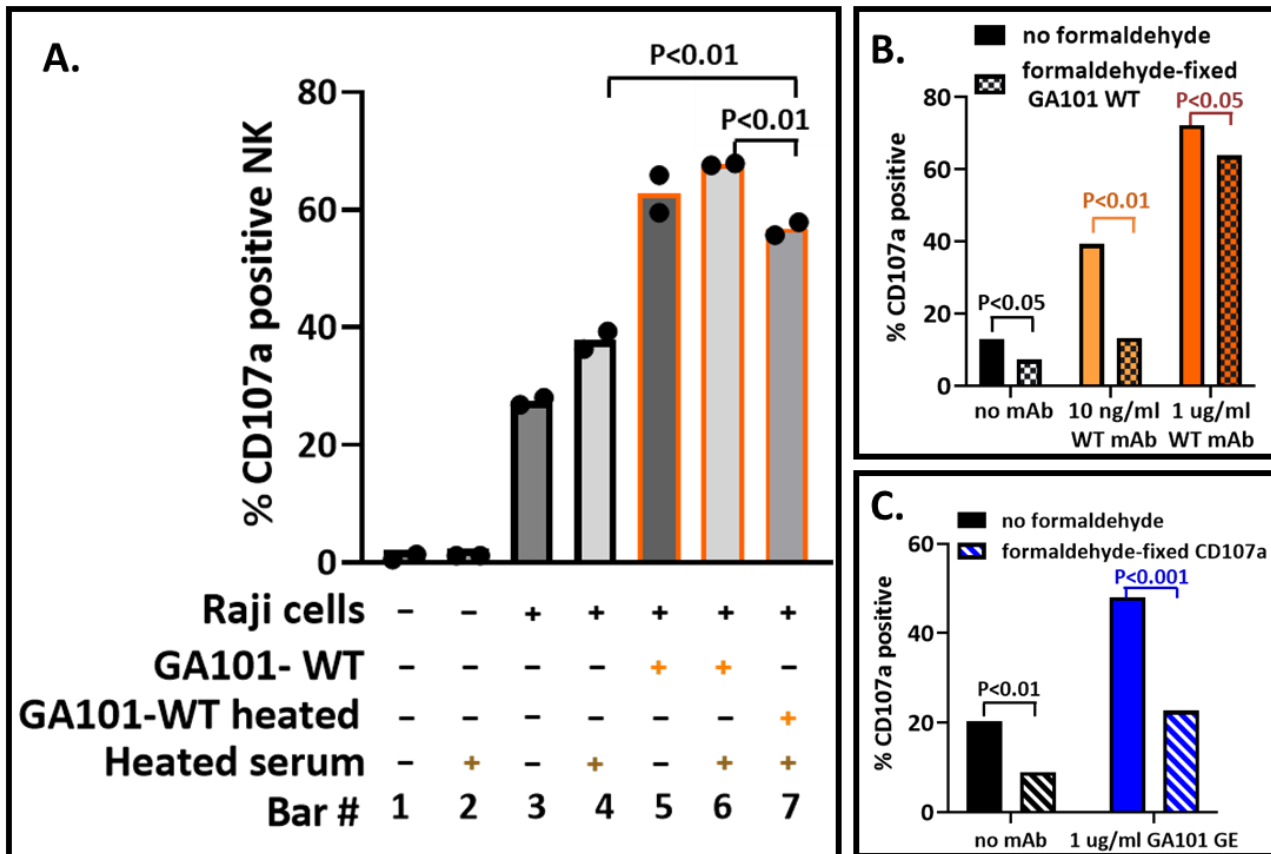 A.
P<0.01
P<0.01
% CD107a positive NK
80
60
40
20
0
Raji cells – – + + + + +
GA101- WT – – – – + + –
GA101-WT heated – – – – – – +
Heated serum – + – + – + +
Bar # 1 2 3 4 5 6 7
B.
no formaldehyde
formaldehyde-fixed
GA101 WT
% CD107a positive
80
60
40
20
0
P<0.05
P<0.01
P<0.05
no mAb
10 ng/ml
WT mAb
1 ug/ml
WT mAb
C.
no formaldehyde
formaldehyde-fixed CD107a
% CD107a positive
60
40
20
0
P<0.01
P<0.001
no mAb
1 ug/ml GA101 GE